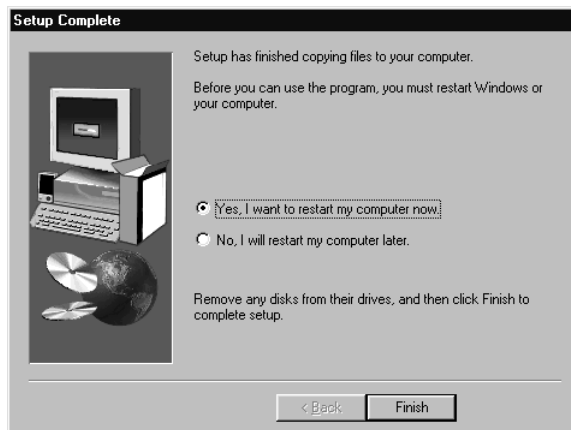 Setup Complete
Setup has finished copying files to your computer.
Before you can use the program, you must restart Windows or
your computer.
Yes, I want to restart my computer now.
No, I will restart my computer later.
Remove any disks from their drives, and then click Finish to
complete setup.
< Back
Finish